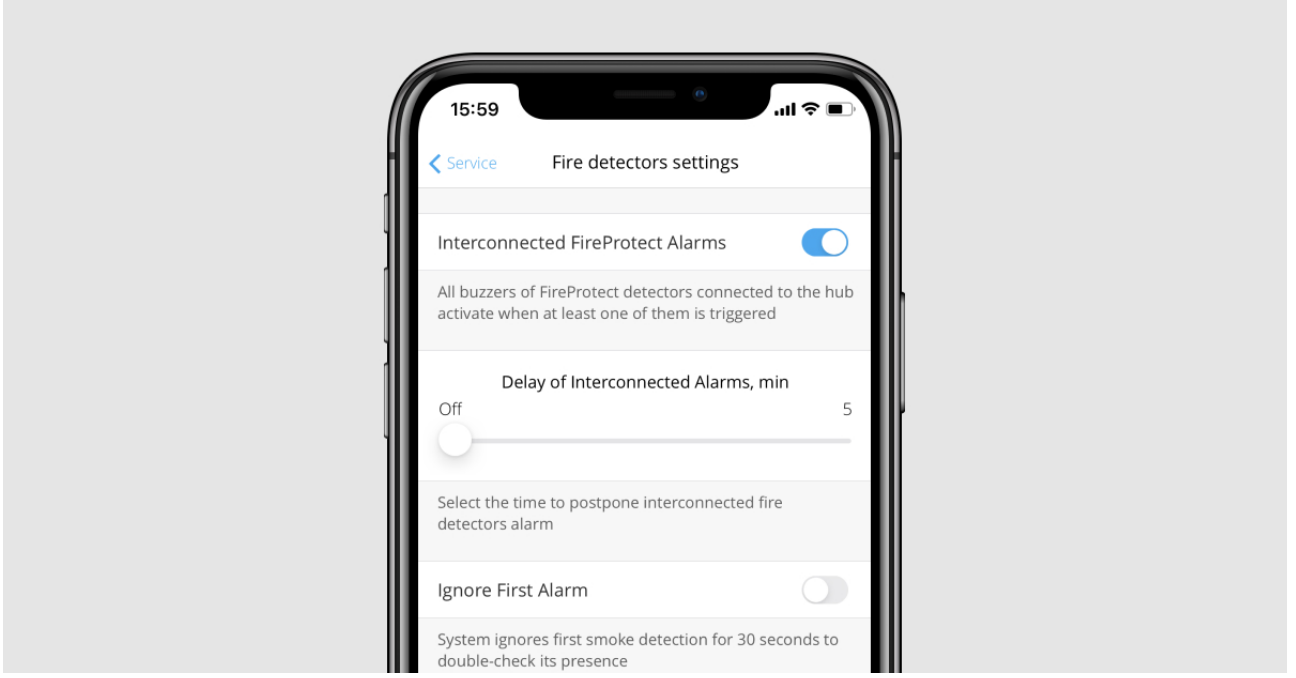 15:59
Service
Fire detectors settings
Interconnected FireProtect Alarms
All buzzers of FireProtect detectors connected to the hub
activate when at least one of them is triggered
Delay of Interconnected Alarms, min
Off 5
Select the time to postpone interconnected fire
detectors alarm
Ignore First Alarm
System ignores first smoke detection for 30 seconds to
double-check its presence